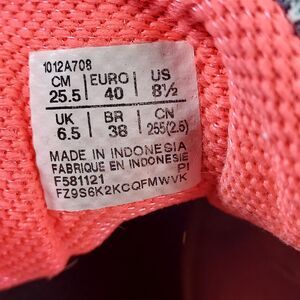 1012A708
CM EURO US
25.5 40 8½
UK BR CN
6.5 38 255(2.5)
MADE IN INDONESIA
FABRIQUE EN INDONESIE
PI
F581121
FZ9S6K2KCQFMWVK